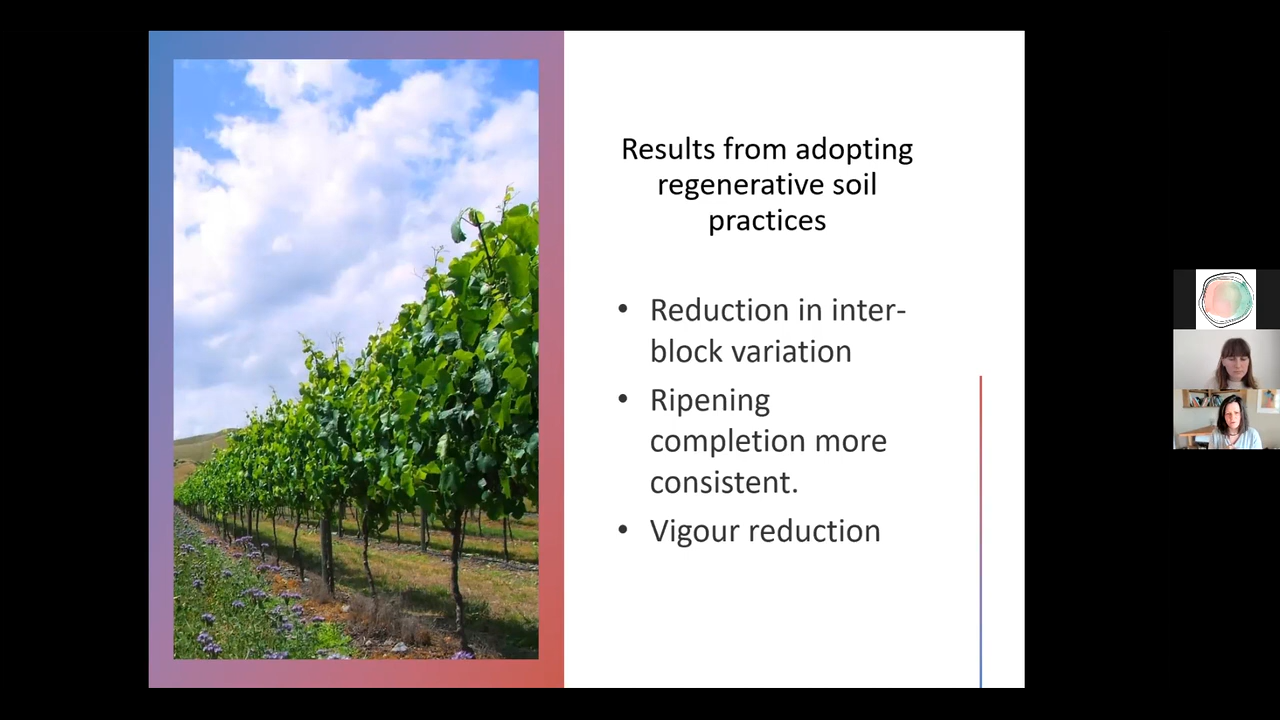 Results from adopting
regenerative soil
practices
• Reduction in inter-
block variation
• Ripening
completion more
consistent.
• Vigour reduction